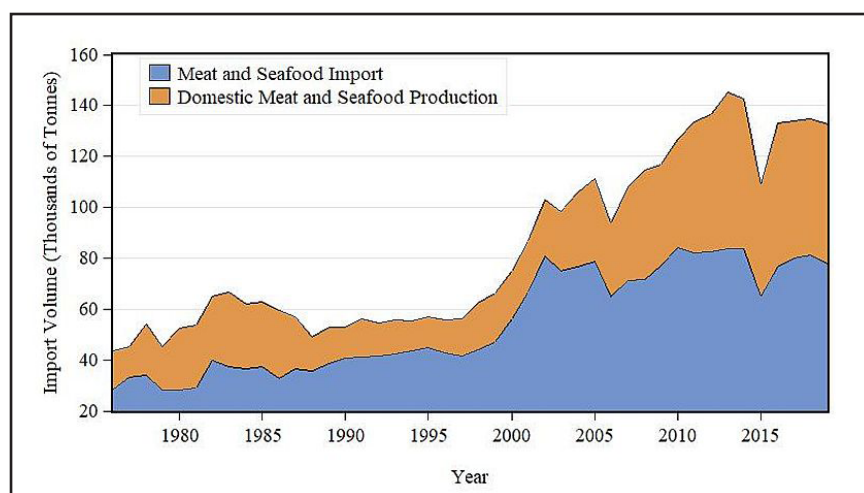 160
140
120
100
80
60
40
20
Import Volume (Thousands of Tonnes)
Meat and Seafood Import
Domestic Meat and Seafood Production
1980 1985 1990 1995 2000 2005 2010 2015
Year